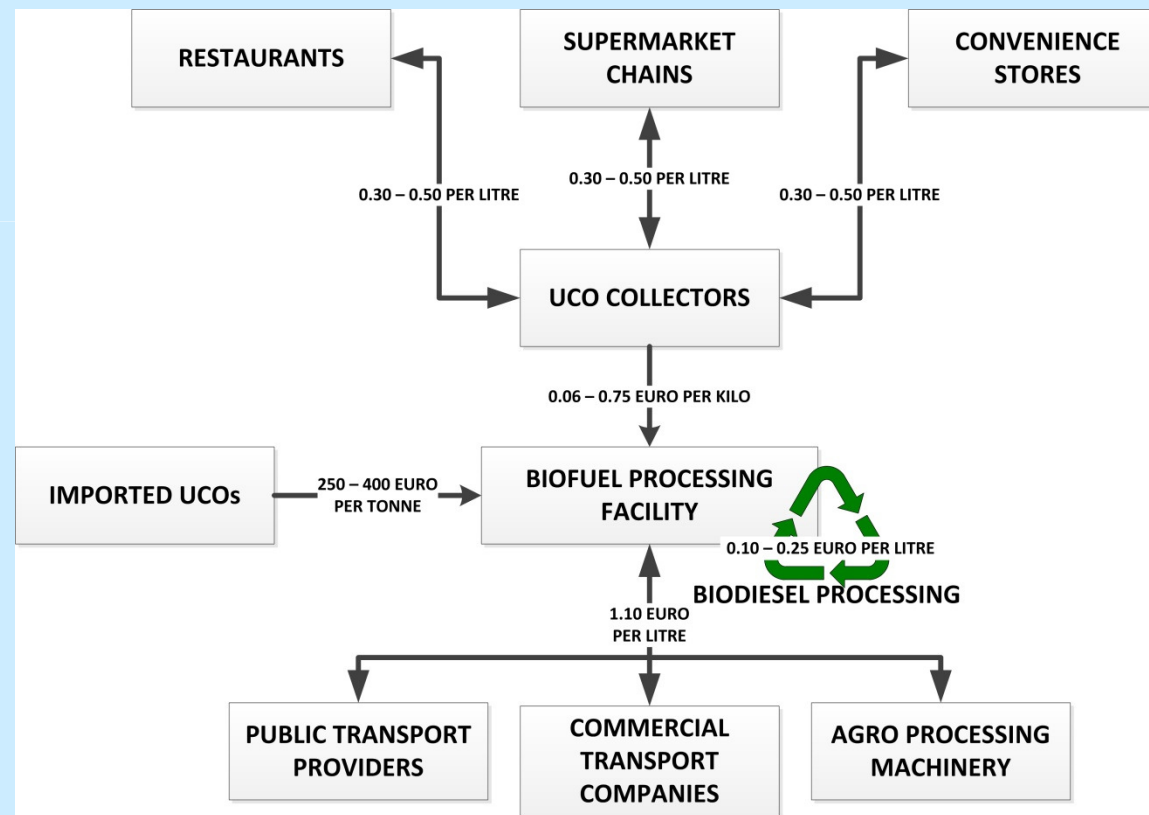 RESTAURANTS
SUPERMARKET
CHAINS
CONVENIENCE
STORES
0.30 – 0.50 PER LITRE
0.30 – 0.50 PER LITRE
0.30 – 0.50 PER LITRE
UCO COLLECTORS
0.06 – 0.75 EURO PER KILO
IMPORTED UCOs
250 – 400 EURO
PER TONNE
BIOFUEL PROCESSING
FACILITY
0.10 – 0.25 EURO PER LITRE
BIODIESEL PROCESSING
1.10 EURO
PER LITRE
PUBLIC TRANSPORT
PROVIDERS
COMMERCIAL
TRANSPORT
COMPANIES
AGRO PROCESSING
MACHINERY